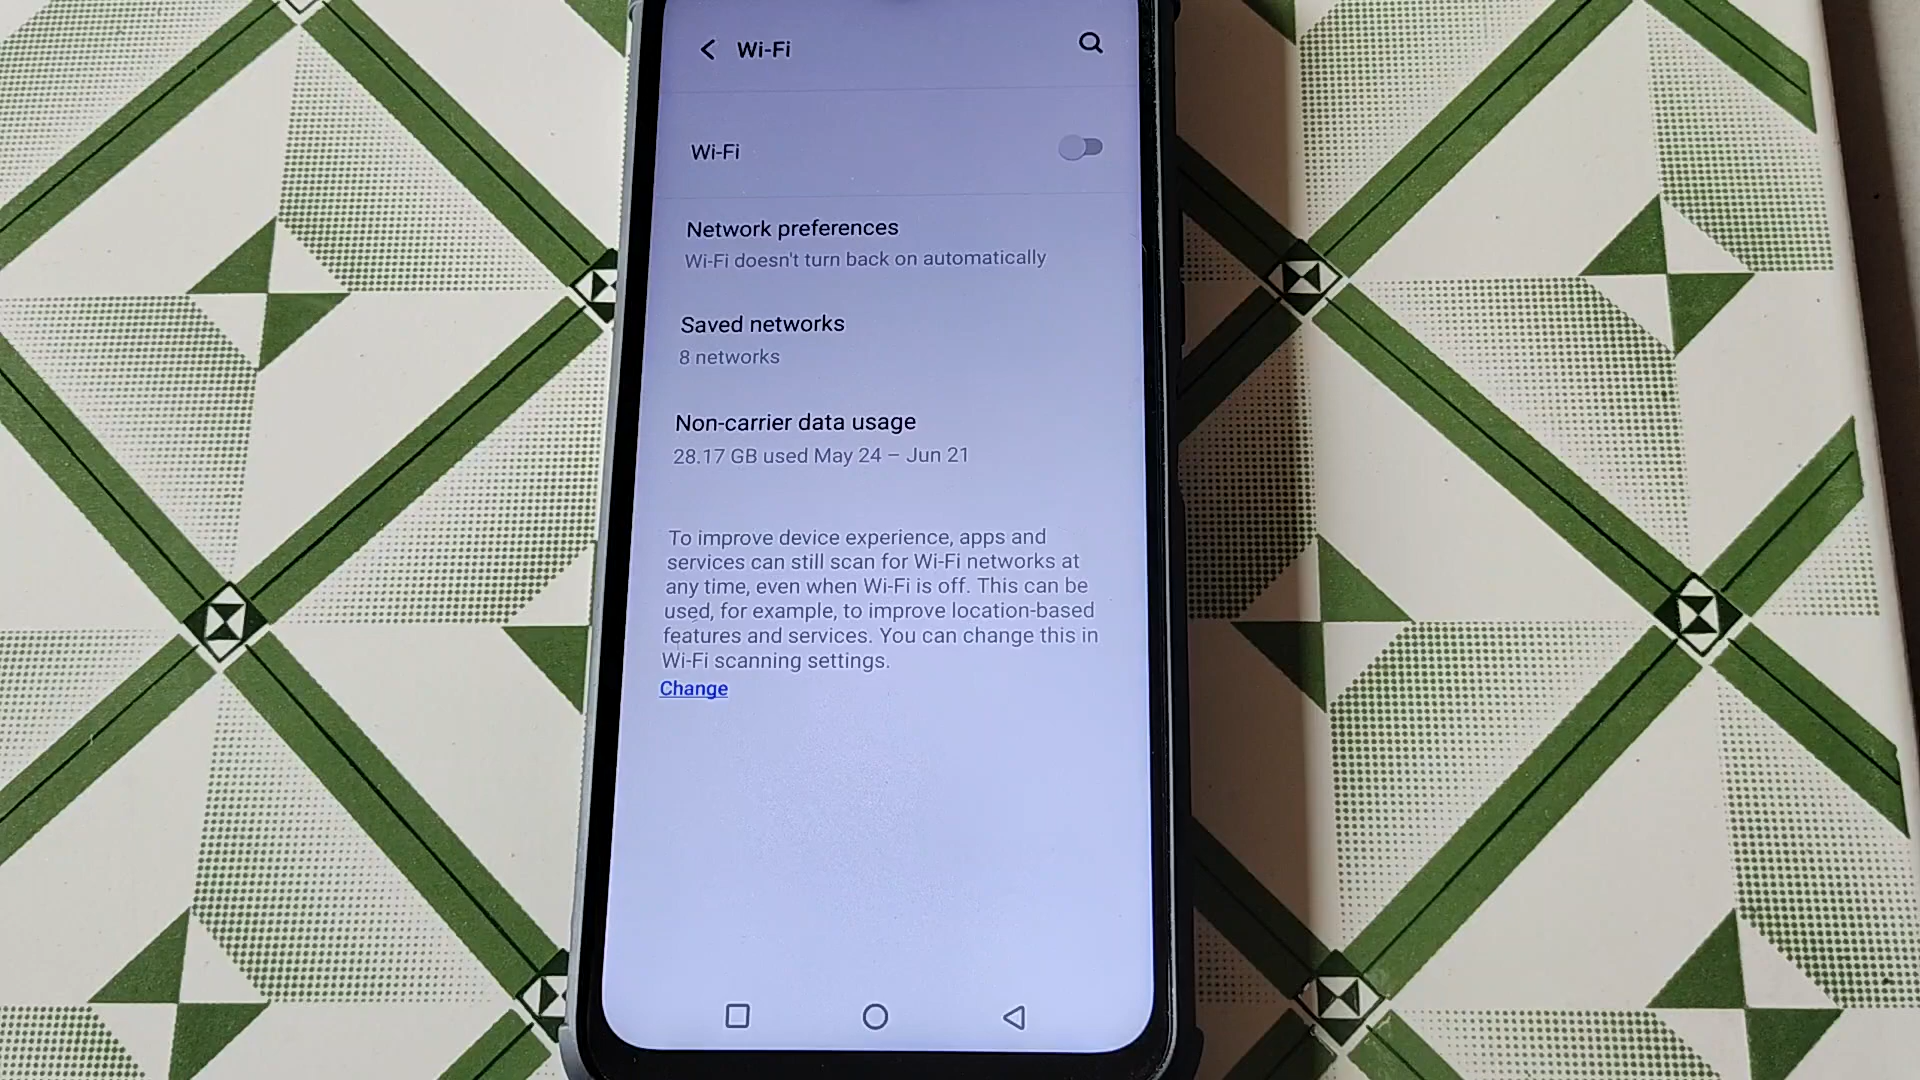 Wi-Fi
Wi-Fi
Network preferences
Wi-Fi doesn't turn back on automatically
Saved networks
8 networks
Non-carrier data usage
28.17 GB used May 24 – Jun 21
To improve device experience, apps and
services can still scan for Wi-Fi networks at
any time, even when Wi-Fi is off. This can be
used, for example, to improve location-based
features and services. You can change this in
Wi-Fi scanning settings.
Change